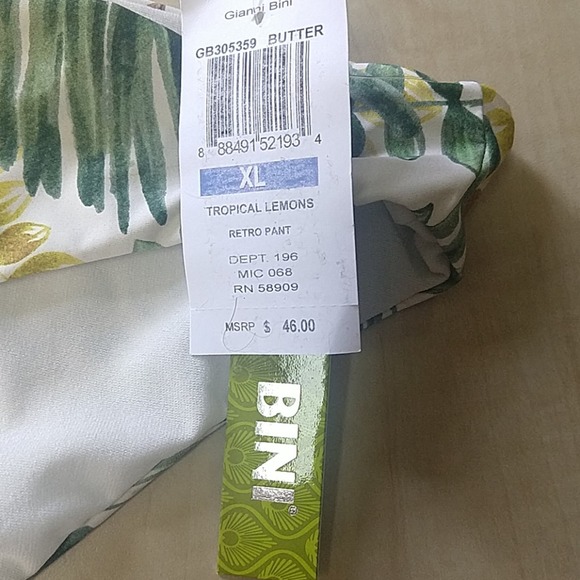 Gianni Bini
GB305359 BUTTER
8 88491 52193 4
XL
TROPICAL LEMONS
RETRO PANT
DEPT. 196
MIC 068
RN 58909
MSRP $ 46.00
BINI®